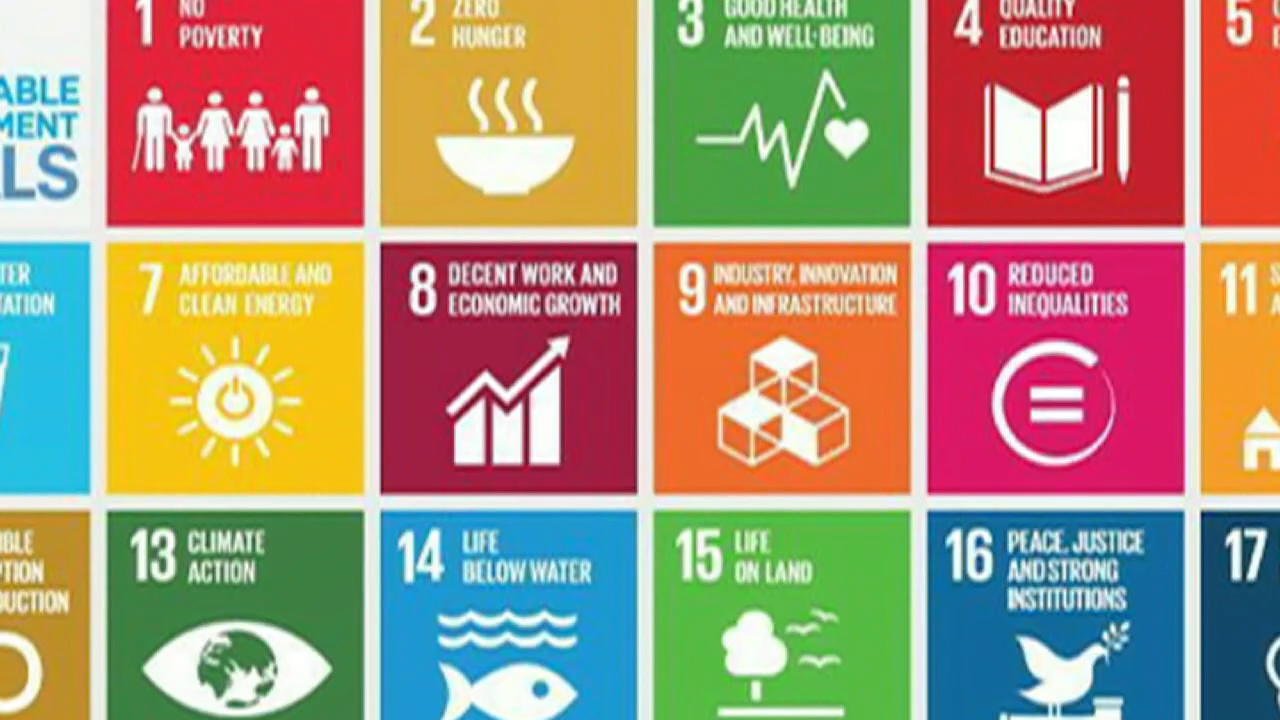 1 NO
POVERTY
2 ZERO
HUNGER
3 GOOD HEALTH
AND WELL-BEING
4 QUALITY
EDUCATION
5
ABLE
MENT
LS
TER
TATION
7 AFFORDABLE AND
CLEAN ENERGY
8 DECENT WORK AND
ECONOMIC GROWTH
9 INDUSTRY, INNOVATION
AND INFRASTRUCTURE
10 REDUCED
INEQUALITIES
11
IBLE
PTION
DUCTION
13 CLIMATE
ACTION
14 LIFE
BELOW WATER
15 LIFE
ON LAND
16 PEACE, JUSTICE
AND STRONG
INSTITUTIONS
17